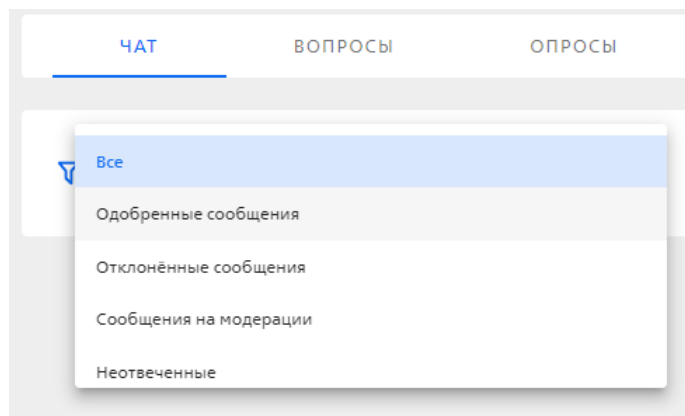 ЧАТ ВОПРОСЫ ОПРОСЫ
Все
Одобренные сообщения
Отклонённые сообщения
Сообщения на модерации
Неотвеченные